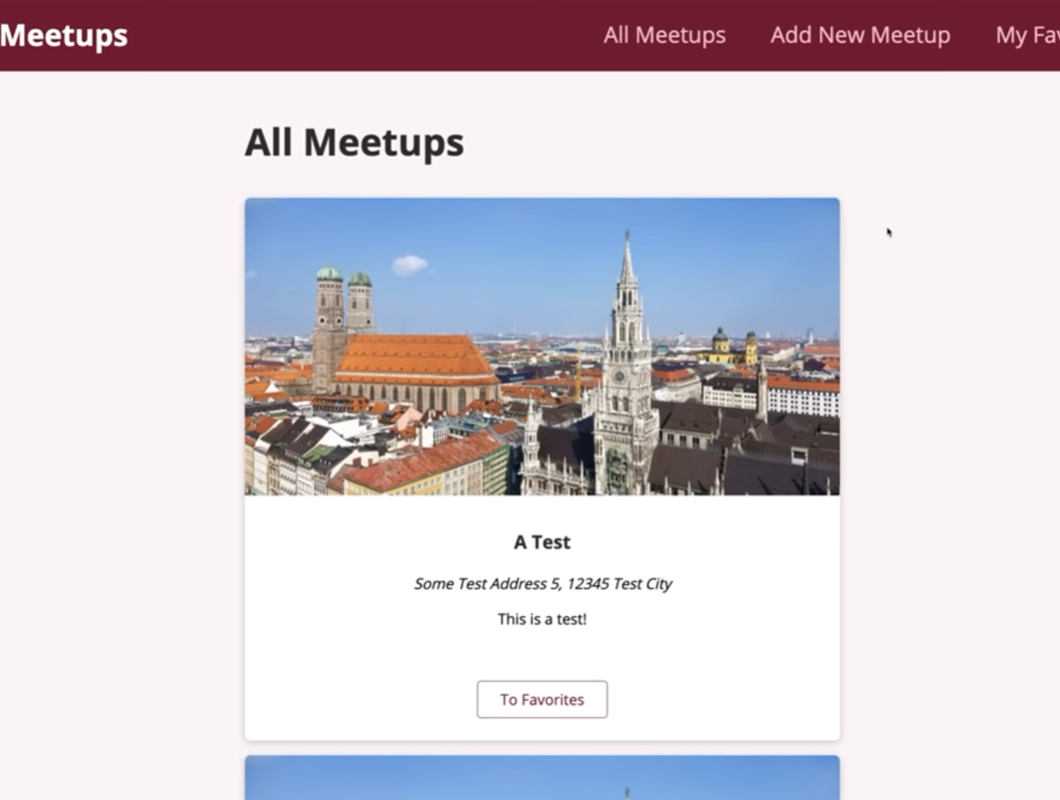 Meetups
All Meetups
Add New Meetup
My Fav
All Meetups
A Test
Some Test Address 5, 12345 Test City
This is a test!
To Favorites